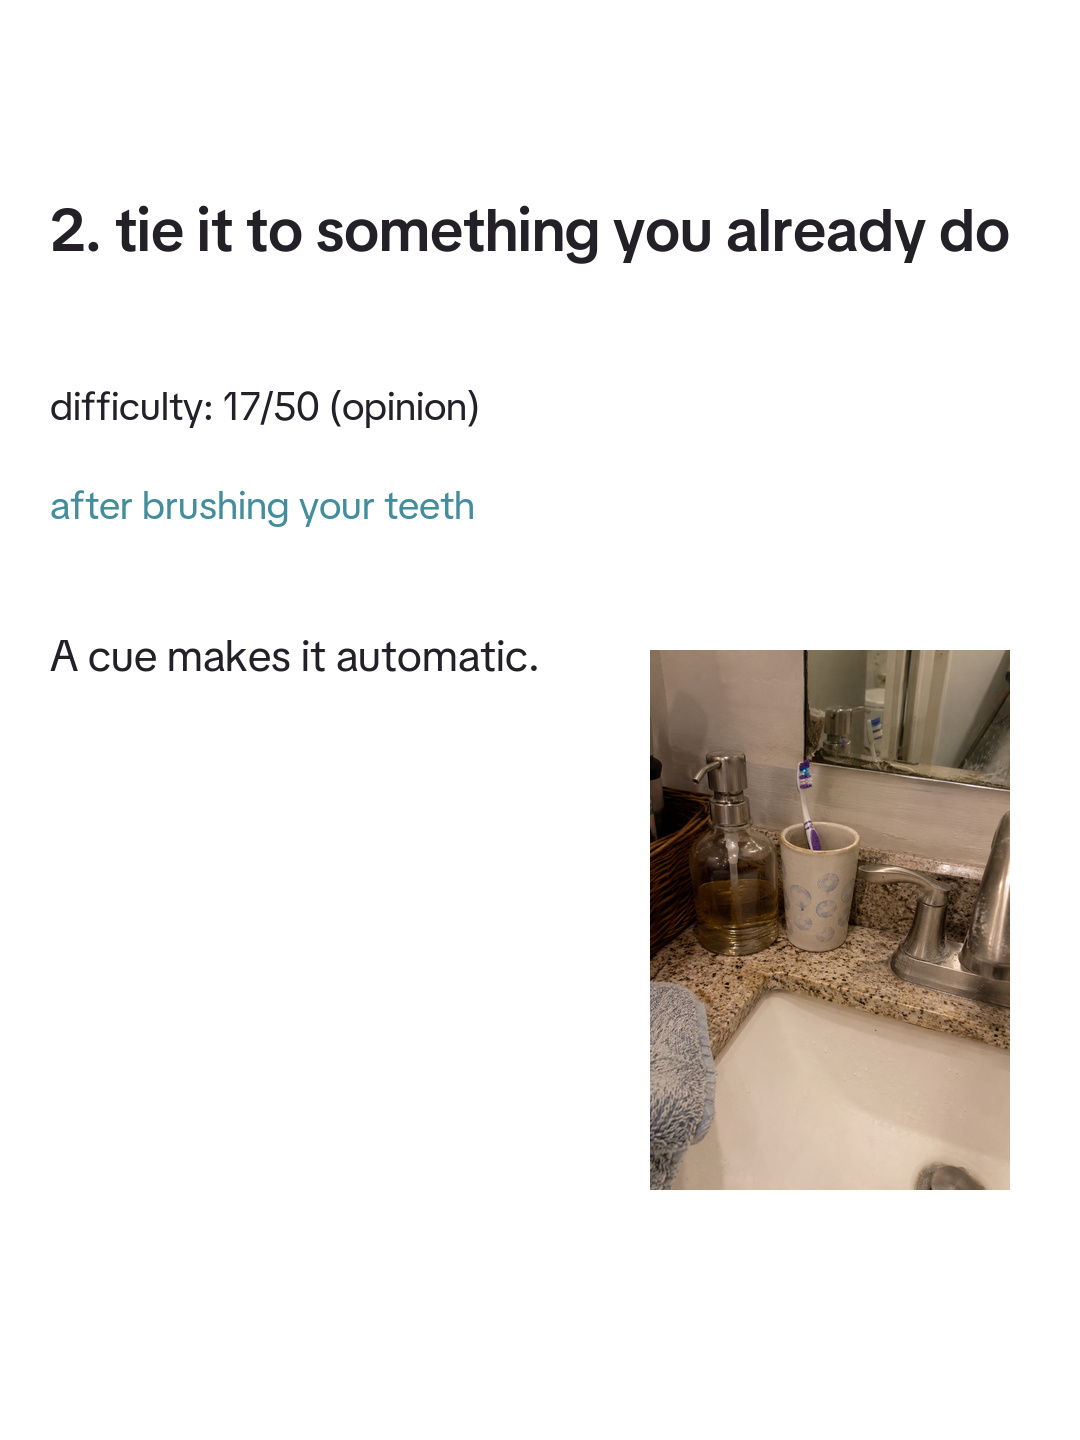 2. tie it to something you already do
difficulty: 17/50 (opinion)
after brushing your teeth
A cue makes it automatic.